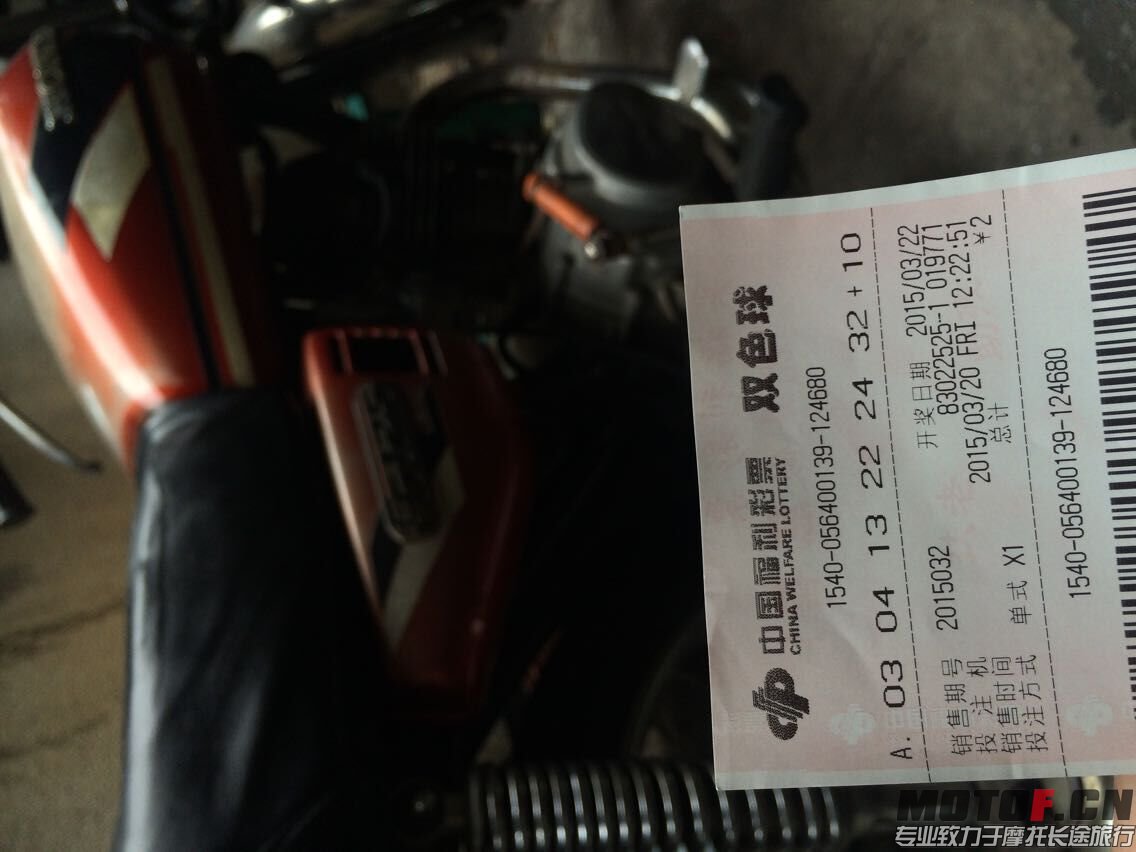 中国福利彩票 双色球
CHINA WELFARE LOTTERY
1540-056400139-124680
A. 03 04 13 22 24 32 + 10
销售期号 2015032 开奖日期 2015/03/22
投注机 83022525-1 019771
销售时间 2015/03/20 FRI 12:22:51
投注方式 单式 X1 总计 ¥2
1540-056400139-124680
MOTOF.CN
专业致力于摩托长途旅行